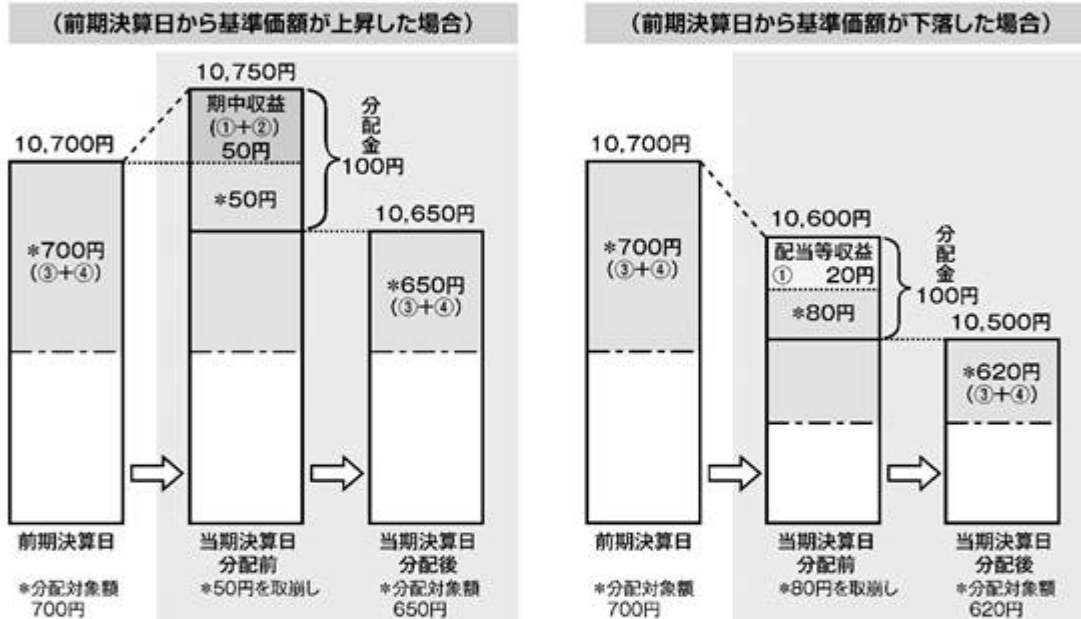 (前期決算日から基準価額が上昇した場合)
10,750円
期中収益
(①+②)
50円
*50円
分配金
100円
10,700円
*700円
(③+④)
10,650円
*650円
(③+④)
前期決算日
*分配対象額
700円
当期決算日
分配前
*50円を取崩し
当期決算日
分配後
*分配対象額
650円
(前期決算日から基準価額が下落した場合)
10,700円
*700円
(③+④)
10,600円
配当等収益
① 20円
*80円
分配金
100円
10,500円
*620円
(③+④)
前期決算日
*分配対象額
700円
当期決算日
分配前
*80円を取崩し
当期決算日
分配後
*分配対象額
620円